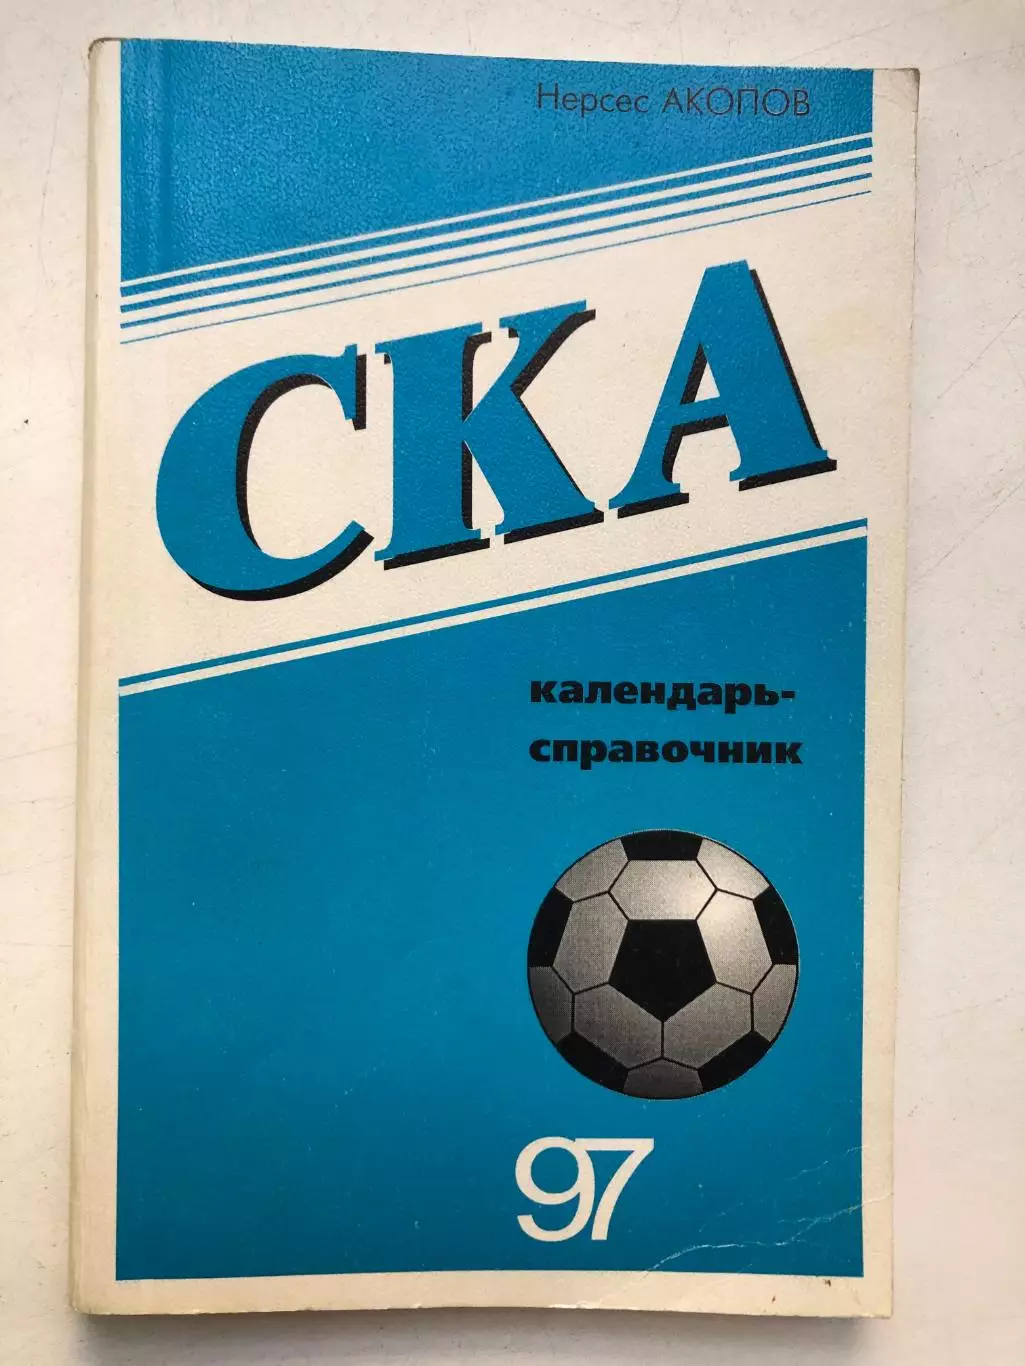 Нерсес АКОПОВ
СКА
календарь-
справочник
97